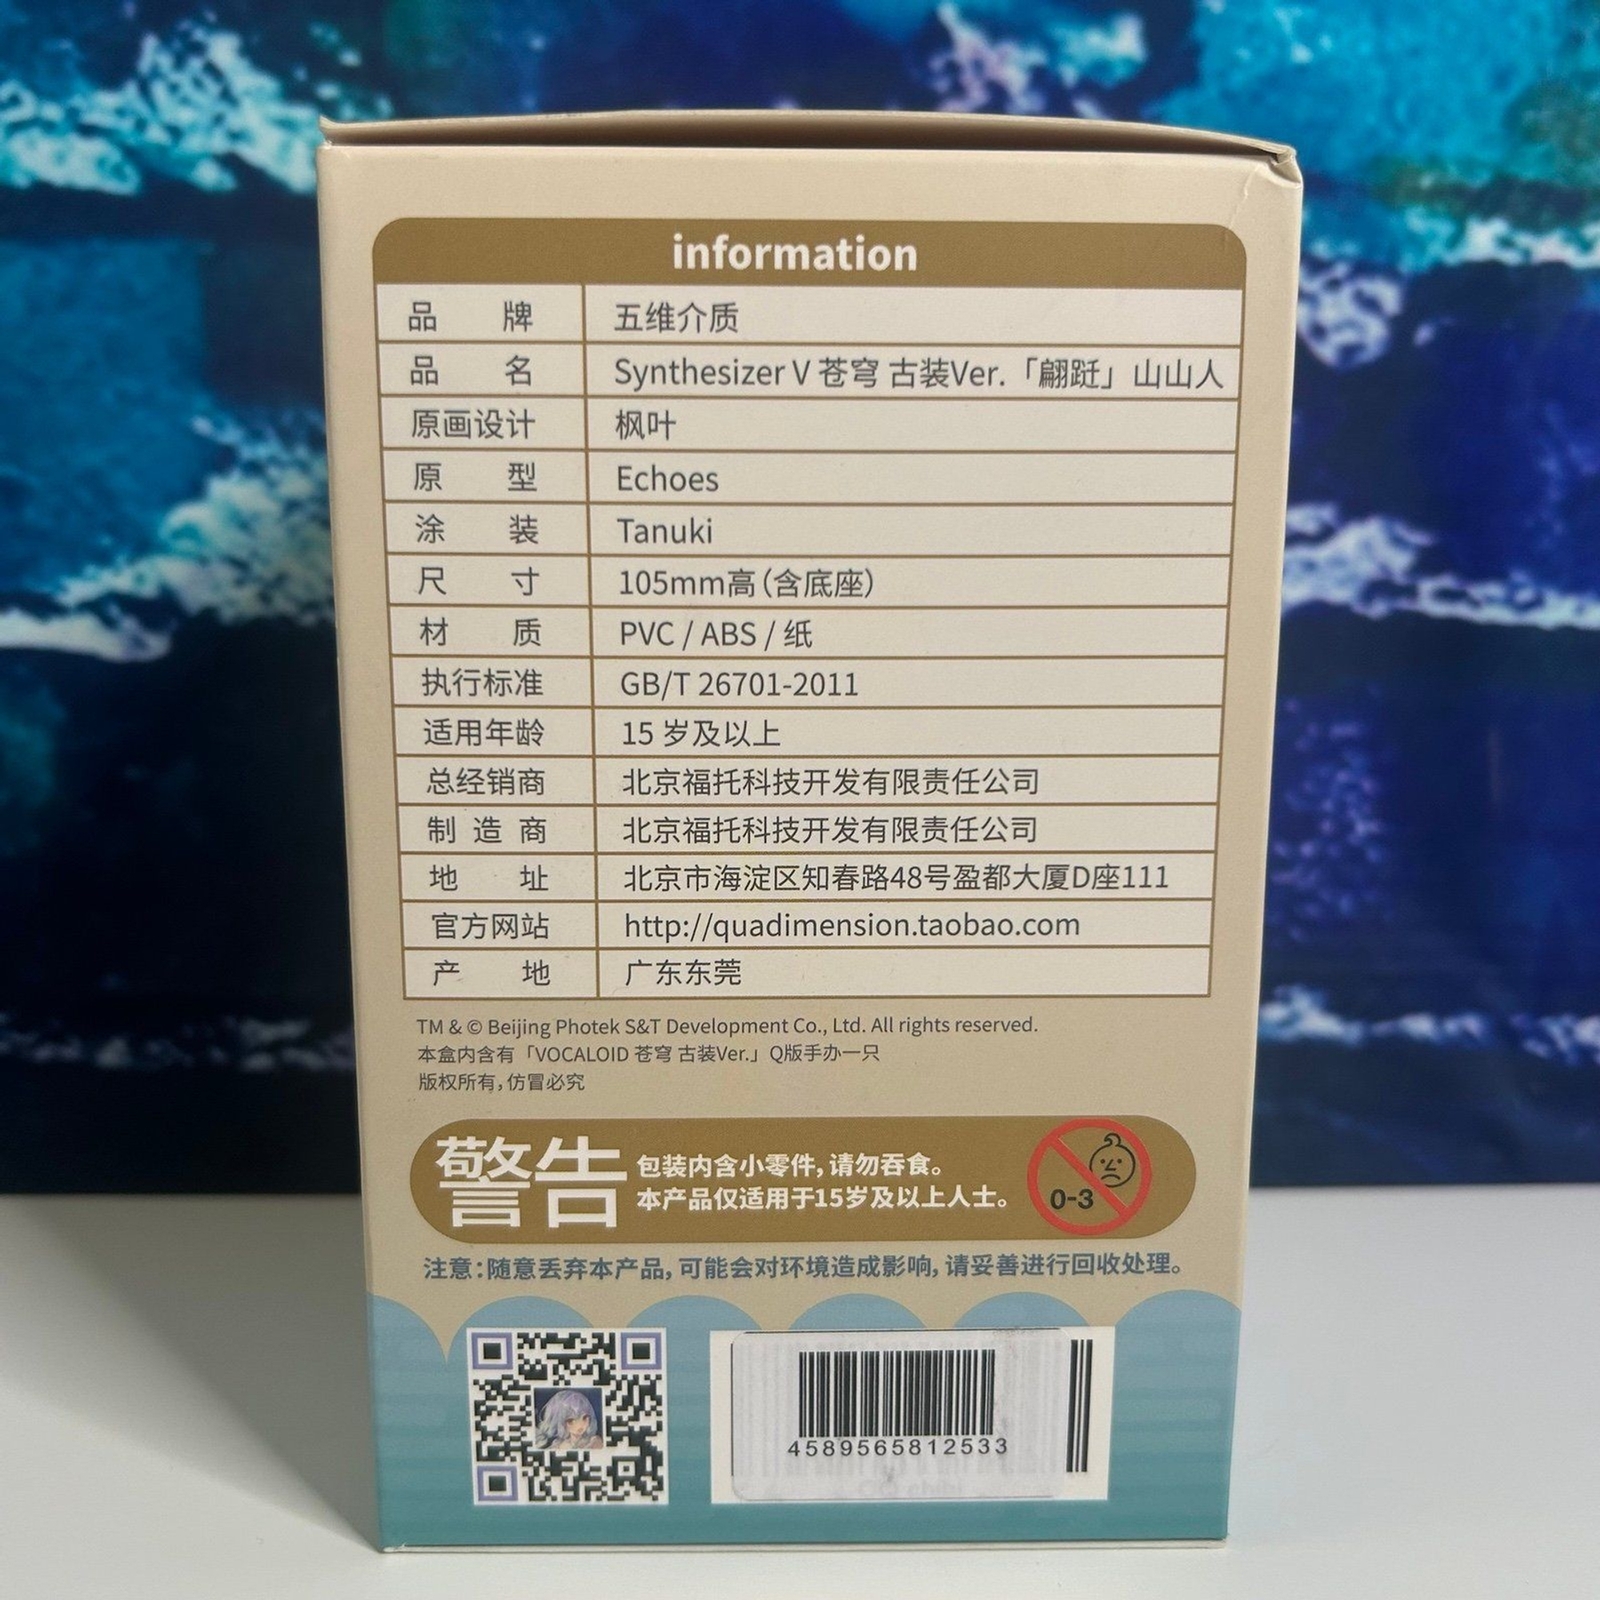 information
品牌 五维介质
品名 Synthesizer V 苍穹 古装Ver.「翩跹」山山人
原画设计 枫叶
原型 Echoes
涂装 Tanuki
尺寸 105mm高(含底座)
材质 PVC / ABS / 纸
执行标准 GB/T 26701-2011
适用年龄 15 岁及以上
总经销商 北京福托科技开发有限责任公司
制造商 北京福托科技开发有限责任公司
地址 北京市海淀区知春路48号盈都大厦D座111
官方网站 http://quadimension.taobao.com
产地 广东东莞
TM & © Beijing Photek S&T Development Co., Ltd. All rights reserved.
本盒内含有「VOCALOID 苍穹 古装Ver.」Q版手办一只
版权所有,仿冒必究
警告
包装内含小零件,请勿吞食。
本产品仅适用于15岁及以上人士。
0-3
注意:随意丢弃本产品,可能会对环境造成影响,请妥善进行回收处理。
4589565812533